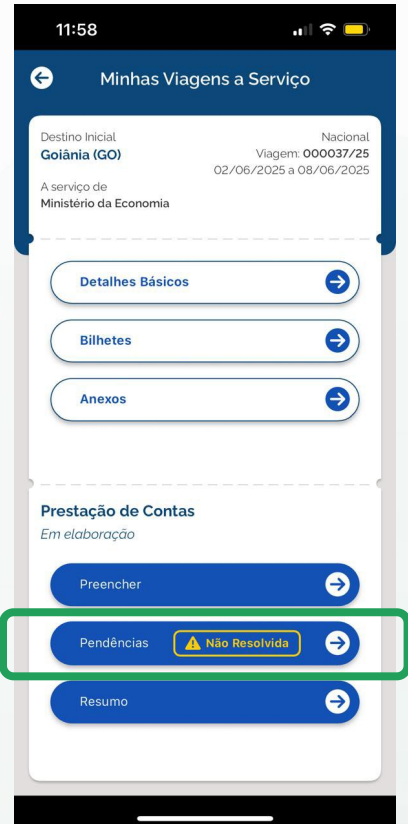 11:58
Minhas Viagens a Serviço
Destino Inicial
Nacional
Goiânia (GO)
Viagem: 000037/25
02/06/2025 a 08/06/2025
A serviço de
Ministério da Economia
Detalhes Básicos
Bilhetes
Anexos
Prestação de Contas
Em elaboração
Preencher
Pendências
Não Resolvida
Resumo